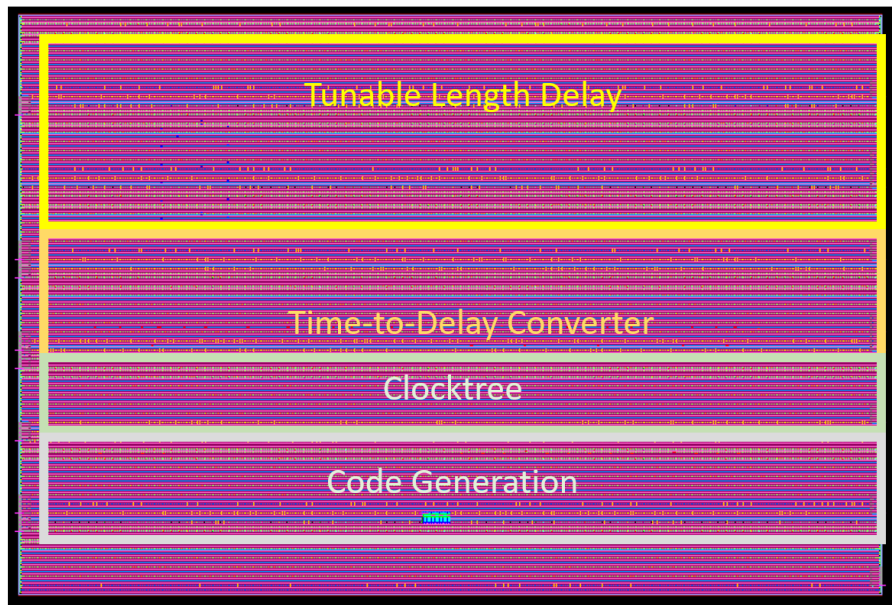 Tunable Length Delay
Time-to-Delay Converter
Clocktree
Code Generation